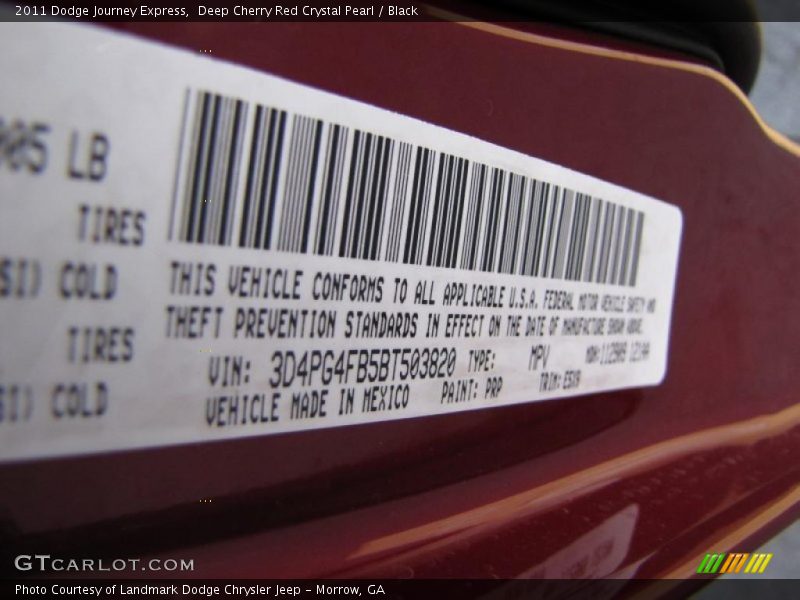 2011 Dodge Journey Express,  Deep Cherry Red Crystal Pearl / Black
LB
TIRES
COLD
TIRES
COLD
THIS VEHICLE CONFORMS TO ALL APPLICABLE U.S.A. FEDERAL MOTOR VEHICLE SAFETY AND
THEFT PREVENTION STANDARDS IN EFFECT ON THE DATE OF MANUFACTURE SHOWN ABOVE.
VIN: 3D4PG4FB5BT503820 TYPE: MPV
VEHICLE MADE IN MEXICO PAINT: PRP TRIM:
GTCARLOT.COM
Photo Courtesy of Landmark Dodge Chrysler Jeep – Morrow, GA